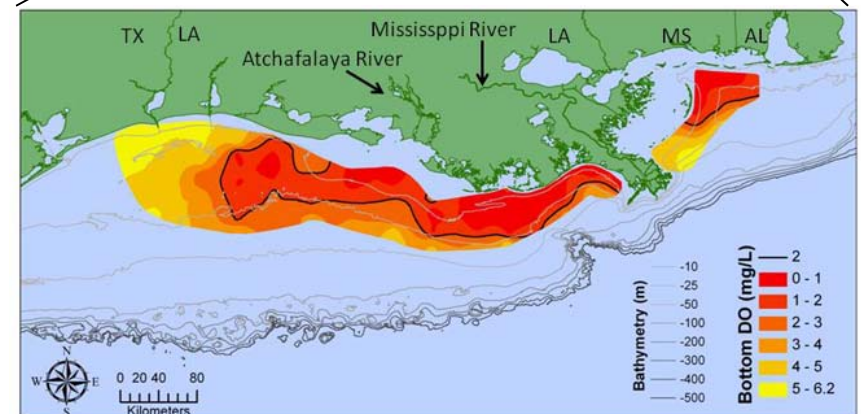 TX LA
Mississppi River
LA
MS
AL
Atchafalaya River
Bathymetry (m)
-10
-25
-50
-100
-200
-300
-400
-500
Bottom DO (mg/L)
2
0 - 1
1 - 2
2 - 3
3 - 4
4 - 5
5 - 6.2
N
W E
S
0 20 40 80
Kilometers